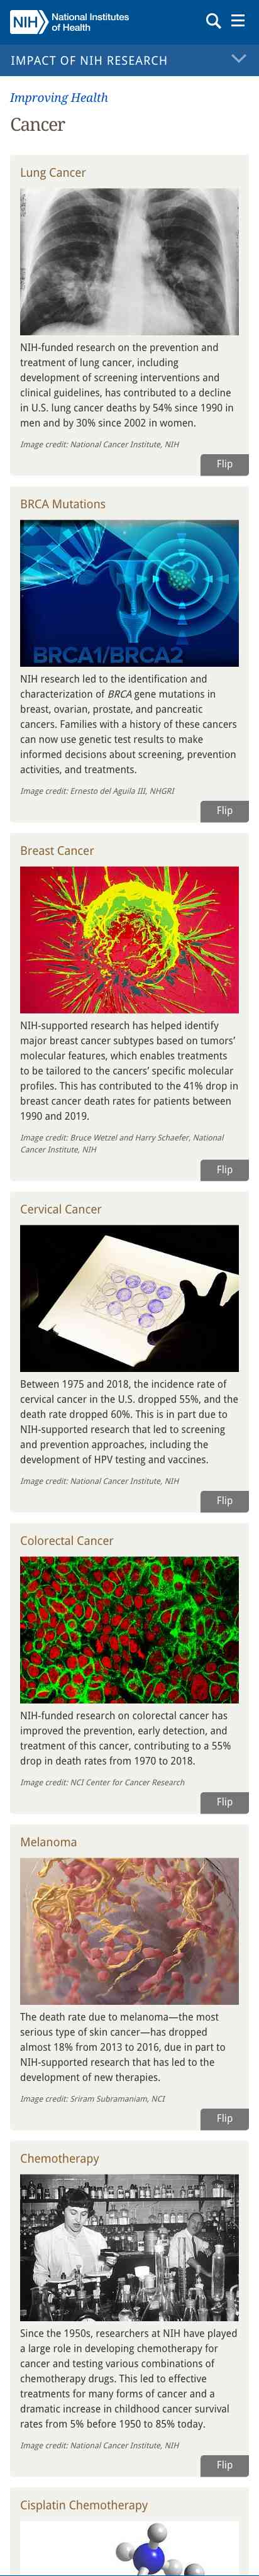 NIH
National Institutes
of Health
IMPACT OF NIH RESEARCH
Improving Health
Cancer
Lung Cancer
NIH-funded research on the prevention and
treatment of lung cancer, including
development of screening interventions and
clinical guidelines, has contributed to a decline
in U.S. lung cancer deaths by 54% since 1990 in
men and by 30% since 2002 in women.
Image credit: National Cancer Institute, NIH
Flip
BRCA Mutations
BRCA1/BRCA2
NIH research led to the identification and
characterization of BRCA gene mutations in
breast, ovarian, prostate, and pancreatic
cancers. Families with a history of these cancers
can now use genetic test results to make
informed decisions about screening, prevention
activities, and treatments.
Image credit: Ernesto del Aguila III, NHGRI
Flip
Breast Cancer
NIH-supported research has helped identify
major breast cancer subtypes based on tumors’
molecular features, which enables treatments
to be tailored to the cancers’ specific molecular
profiles. This has contributed to the 41% drop in
breast cancer death rates for patients between
1990 and 2019.
Image credit: Bruce Wetzel and Harry Schaefer, National
Cancer Institute, NIH
Flip
Cervical Cancer
Between 1975 and 2018, the incidence rate of
cervical cancer in the U.S. dropped 55%, and the
death rate dropped 60%. This is in part due to
NIH-supported research that led to screening
and prevention approaches, including the
development of HPV testing and vaccines.
Image credit: National Cancer Institute, NIH
Flip
Colorectal Cancer
NIH-funded research on colorectal cancer has
improved the prevention, early detection, and
treatment of this cancer, contributing to a 55%
drop in death rates from 1970 to 2018.
Image credit: NCI Center for Cancer Research
Flip
Melanoma
The death rate due to melanoma—the most
serious type of skin cancer—has dropped
almost 18% from 2013 to 2016, due in part to
NIH-supported research that has led to the
development of new therapies.
Image credit: Sriram Subramaniam, NCI
Flip
Chemotherapy
Since the 1950s, researchers at NIH have played
a large role in developing chemotherapy for
cancer and testing various combinations of
chemotherapy drugs. This led to effective
treatments for many forms of cancer and a
dramatic increase in childhood cancer survival
rates from 5% before 1950 to 85% today.
Image credit: National Cancer Institute, NIH
Flip
Cisplatin Chemotherapy